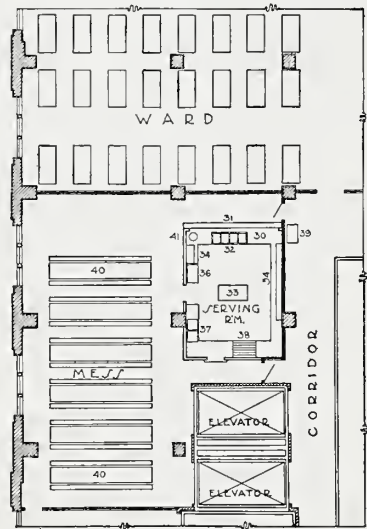 WARD
31
41
32
30
39
34
36
34
40
33
SERVING
R'M.
37
38
MESS
CORRIDOR
ELEVATOR
40
ELEVATOR